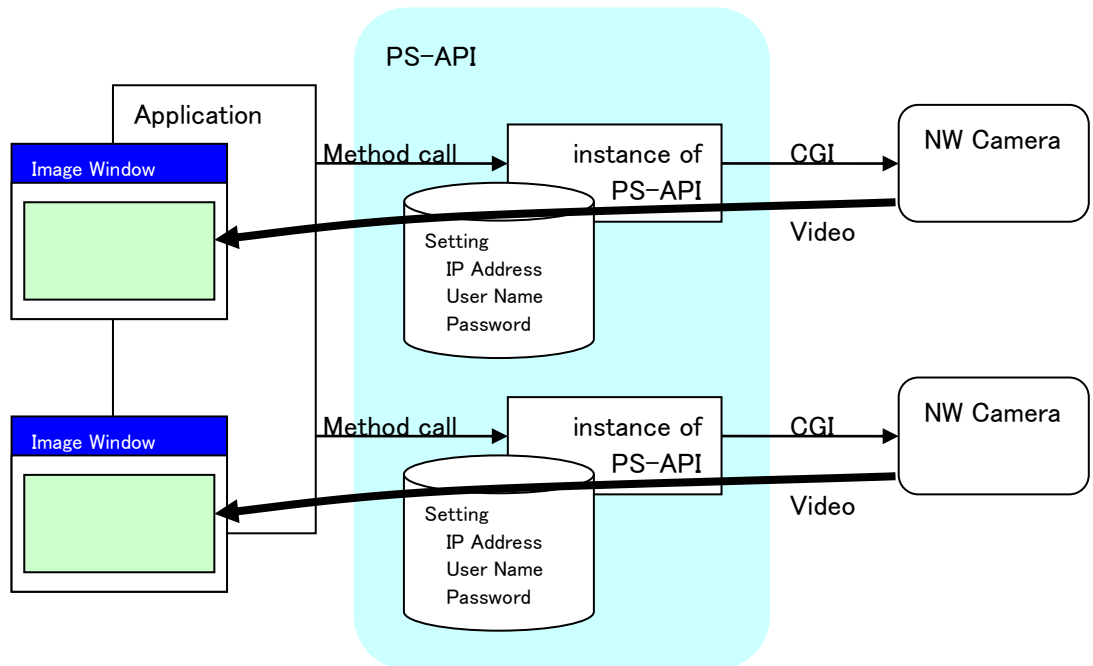 PS-API
Application
Image Window
Method call
instance of
PS-API
CGI
NW Camera
Video
Setting
IP Address
User Name
Password
Image Window
Method call
instance of
PS-API
CGI
NW Camera
Video
Setting
IP Address
User Name
Password